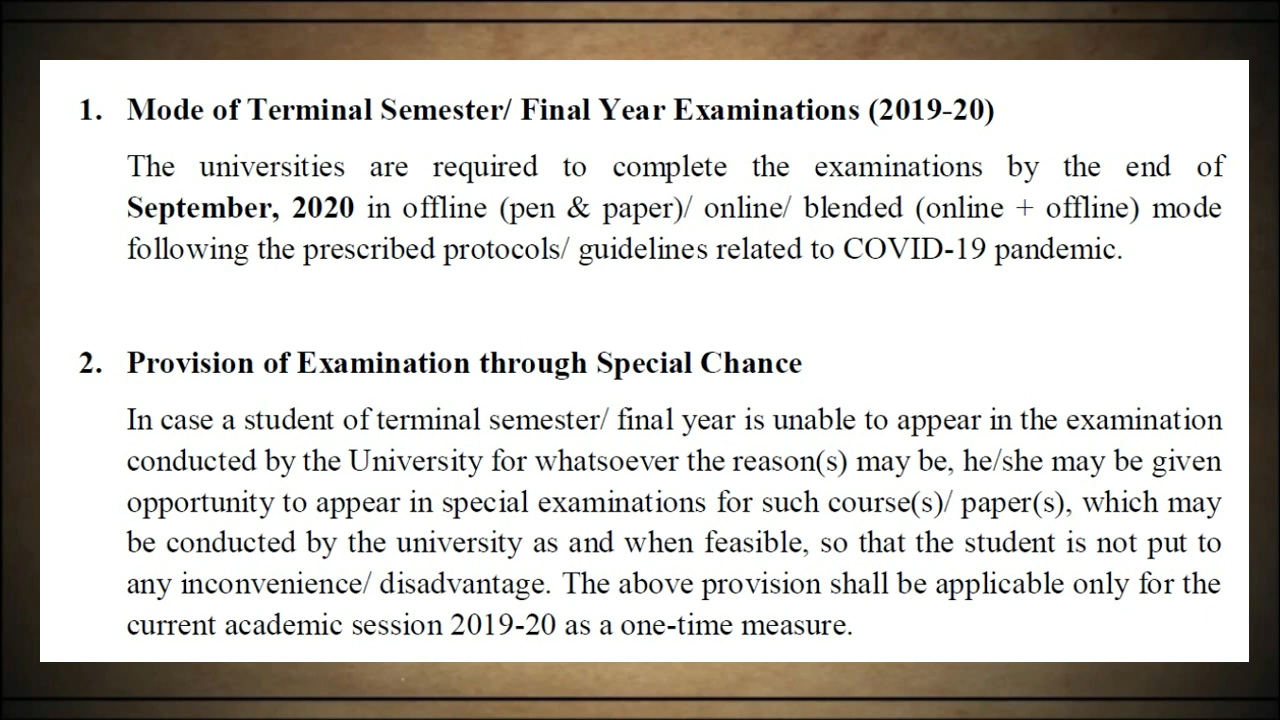 1. Mode of Terminal Semester/ Final Year Examinations (2019-20)
The universities are required to complete the examinations by the end of
September, 2020 in offline (pen & paper)/ online/ blended (online + offline) mode
following the prescribed protocols/ guidelines related to COVID-19 pandemic.
2. Provision of Examination through Special Chance
In case a student of terminal semester/ final year is unable to appear in the examination
conducted by the University for whatsoever the reason(s) may be, he/she may be given
opportunity to appear in special examinations for such course(s)/ paper(s), which may
be conducted by the university as and when feasible, so that the student is not put to
any inconvenience/ disadvantage. The above provision shall be applicable only for the
current academic session 2019-20 as a one-time measure.